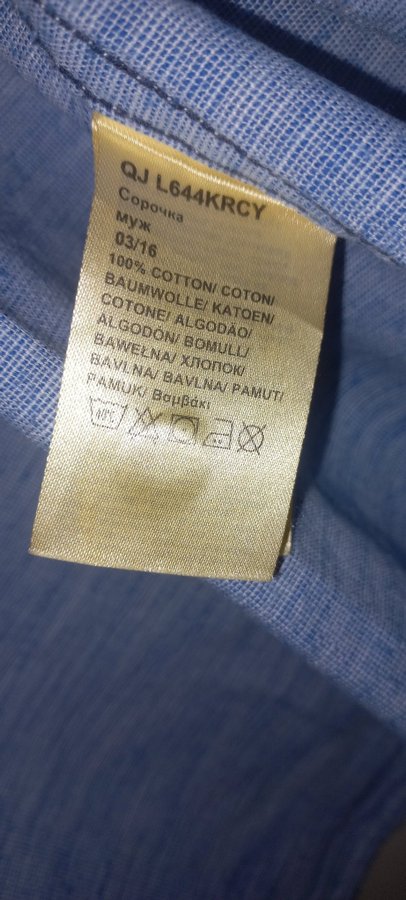 QJ L644KRCY
Сорочка
муж
03/16
100% COTTON/ COTON/
BAUMWOLLE/ KATOEN/
COTONE/ ALGODÃO/
ALGODÓN/ BOMULL/
BAWEŁNA/ ХЛОПОК/
BAVLNA/ BAVLNA/ PAMUT/
PAMUK/ Βαμβάκι
40°C